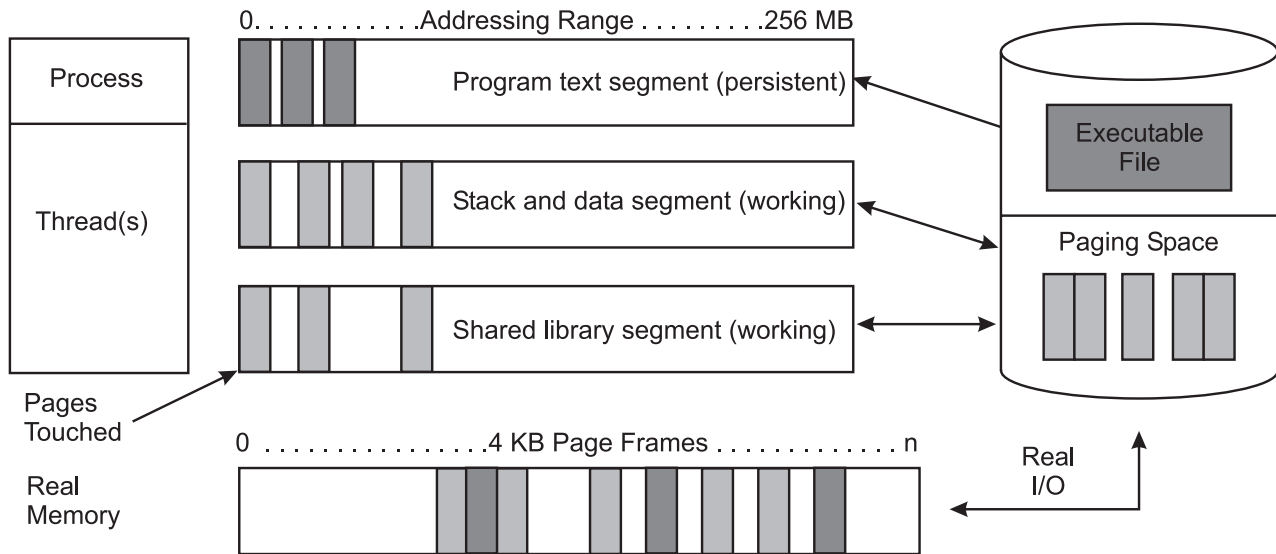 0. . . . . . . . . . . . .Addressing Range . . . . . . . . . .256 MB
Process
Program text segment (persistent)
Executable
File
Thread(s)
Stack and data segment (working)
Paging Space
Shared library segment (working)
Pages
Touched
0 . . . . . . . . . . . . . . . . . .4 KB Page Frames . . . . . . . . . . . . . . . n
Real
Memory
Real
I/O